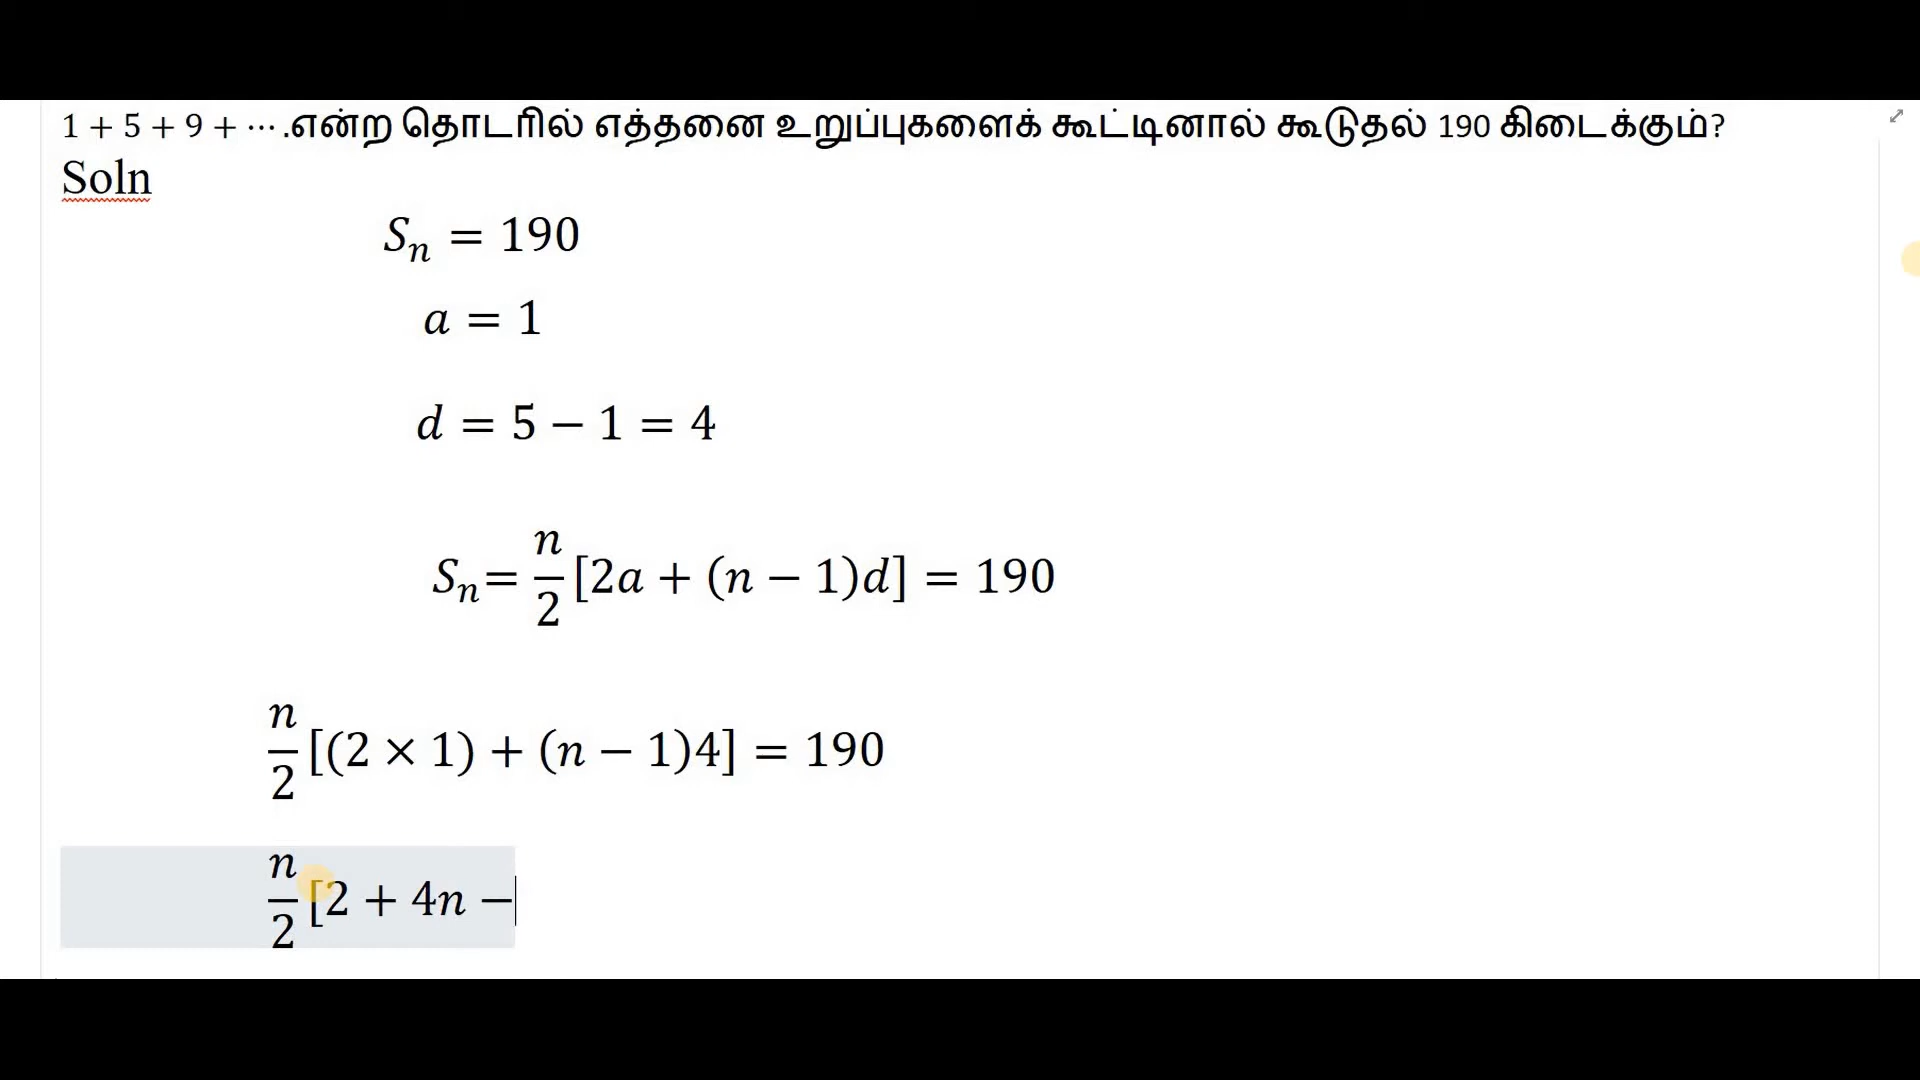 1 + 5 + 9 + ⋯ .என்ற தொடரில் எத்தனை உறுப்புகளைக் கூட்டினால் கூடுதல் 190 கிடைக்கும்?
Soln
Sₙ = 190
a = 1
d = 5 − 1 = 4
Sₙ= n/2 [2a + (n − 1)d] = 190
n/2 [(2 × 1) + (n − 1)4] = 190
n/2 [2 + 4n −